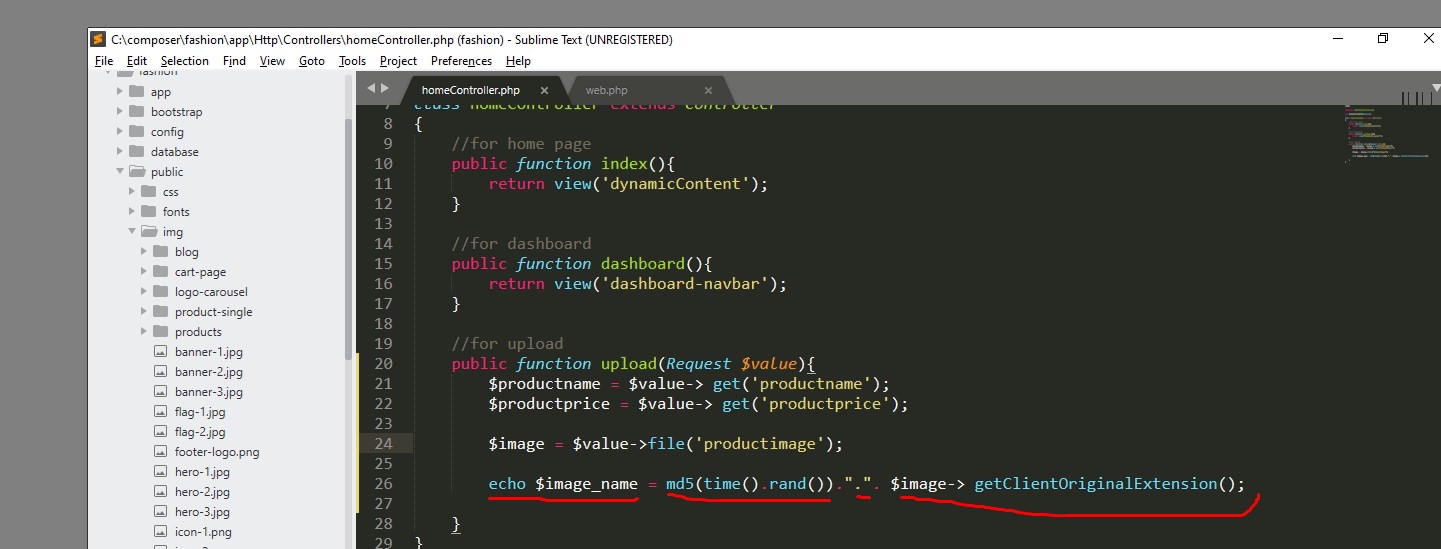 C:\composer\fashion\app\Http\Controllers\homeController.php (fashion) - Sublime Text (UNREGISTERED)
File Edit Selection Find View Goto Tools Project Preferences Help
fashion
app
bootstrap
config
database
public
css
fonts
img
blog
cart-page
logo-carousel
product-single
products
banner-1.jpg
banner-2.jpg
banner-3.jpg
flag-1.jpg
flag-2.jpg
footer-logo.png
hero-1.jpg
hero-2.jpg
hero-3.jpg
icon-1.png
homeController.php × web.php ×
7 class homeController extends Controller
8 {
9 //for home page
10 public function index(){
11 return view('dynamicContent');
12 }
13
14 //for dashboard
15 public function dashboard(){
16 return view('dashboard-navbar');
17 }
18
19 //for upload
20 public function upload(Request $value){
21 $productname = $value-> get('productname');
22 $productprice = $value-> get('productprice');
23
24 $image = $value->file('productimage');
25
26 echo $image_name = md5(time().rand()).".". $image-> getClientOriginalExtension();
27
28 }
29 }